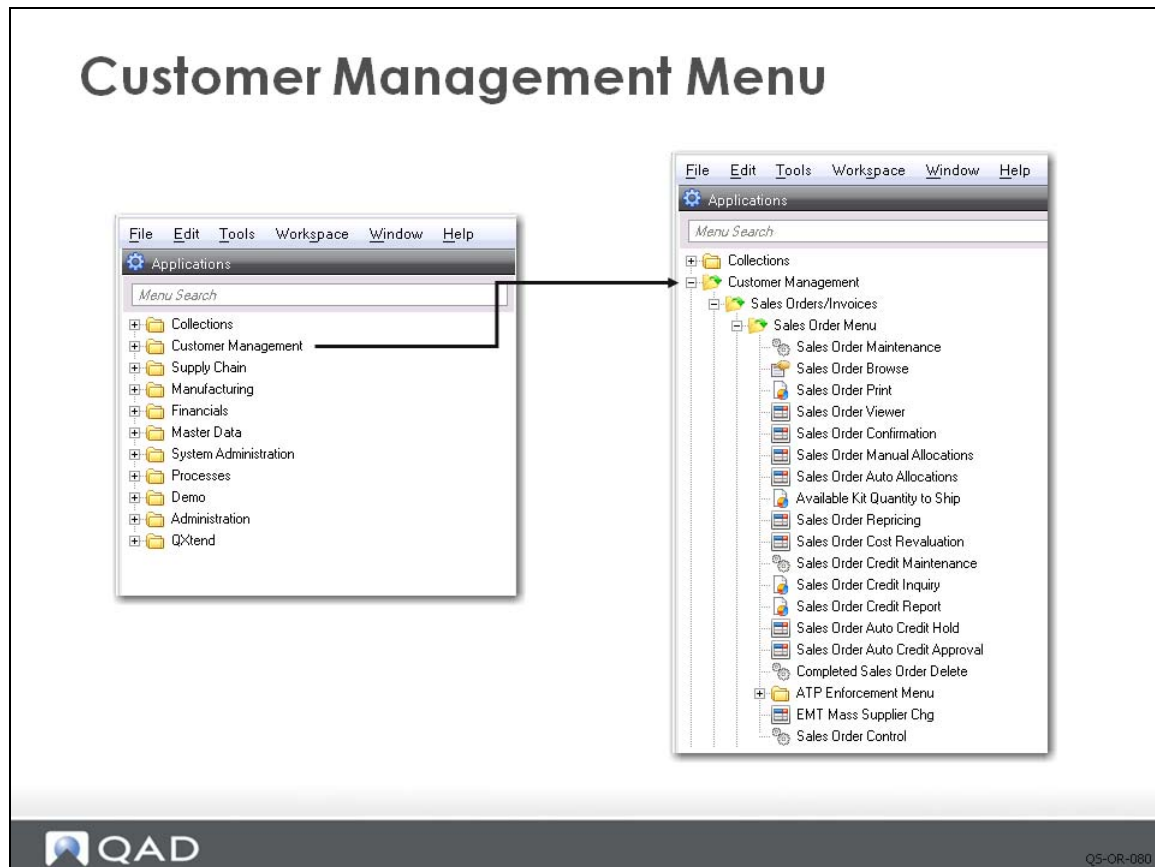 Customer Management Menu
File Edit Tools Workspace Window Help
Applications
Menu Search
Collections
Customer Management
Supply Chain
Manufacturing
Financials
Master Data
System Administration
Processes
Demo
Administration
QXtend
File Edit Tools Workspace Window Help
Applications
Menu Search
Collections
Customer Management
Sales Orders/Invoices
Sales Order Menu
Sales Order Maintenance
Sales Order Browse
Sales Order Print
Sales Order Viewer
Sales Order Confirmation
Sales Order Manual Allocations
Sales Order Auto Allocations
Available Kit Quantity to Ship
Sales Order Repricing
Sales Order Cost Revaluation
Sales Order Credit Maintenance
Sales Order Credit Inquiry
Sales Order Credit Report
Sales Order Auto Credit Hold
Sales Order Auto Credit Approval
Completed Sales Order Delete
ATP Enforcement Menu
EMT Mass Supplier Chg
Sales Order Control
QAD
QS-OR-080